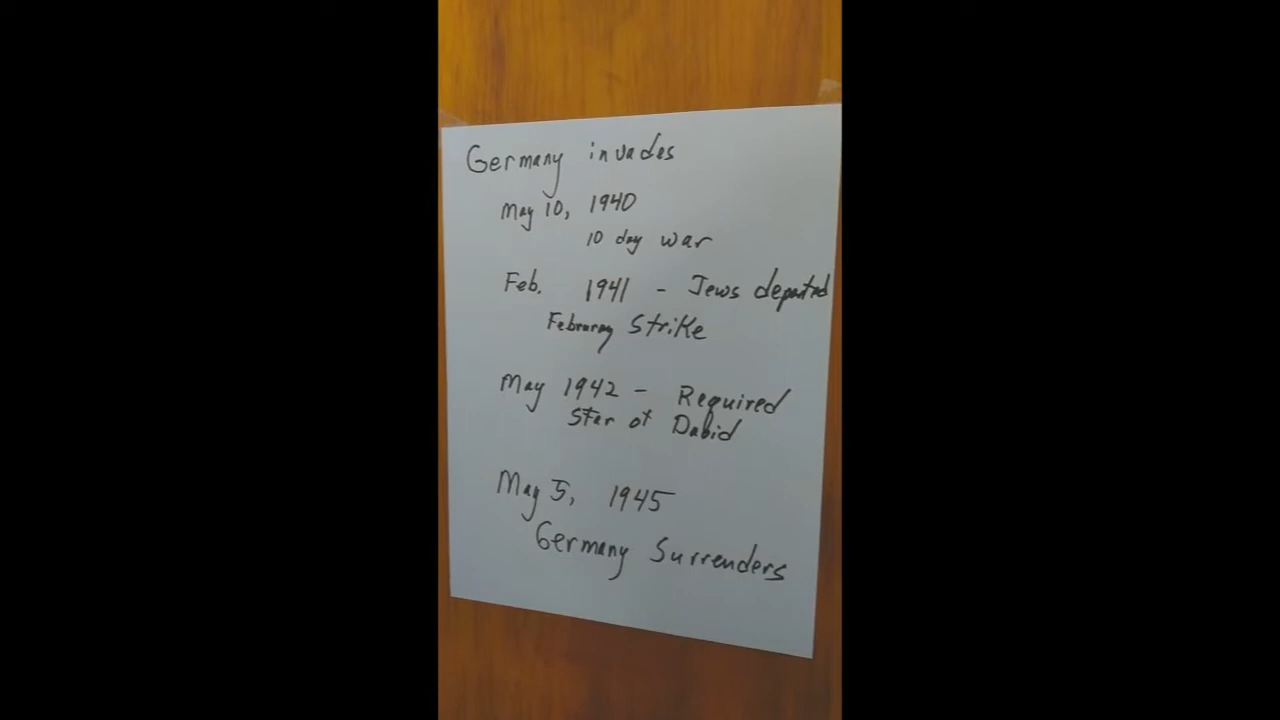 Germany invades
May 10, 1940
10 day war
Feb. 1941 - Jews deported
Februray Strike
May 1942 - Required
Star of Dabid
May 5, 1945
Germany Surrenders